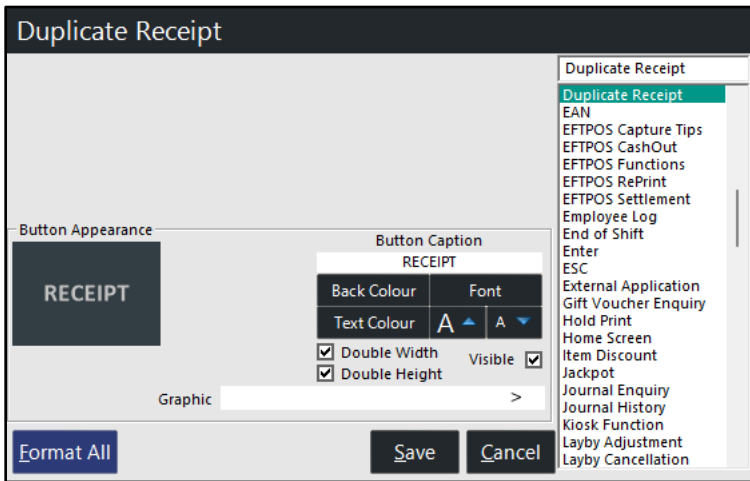 Duplicate Receipt
Duplicate Receipt
Duplicate Receipt
EAN
EFTPOS Capture Tips
EFTPOS CashOut
EFTPOS Functions
EFTPOS RePrint
EFTPOS Settlement
Employee Log
End of Shift
Enter
ESC
External Application
Gift Voucher Enquiry
Hold Print
Home Screen
Item Discount
Jackpot
Journal Enquiry
Journal History
Kiosk Function
Layby Adjustment
Layby Cancellation
Button Appearance
RECEIPT
Button Caption
RECEIPT
Back Colour Font
Text Colour A A
Double Width Visible
Double Height
Graphic >
Format All Save Cancel